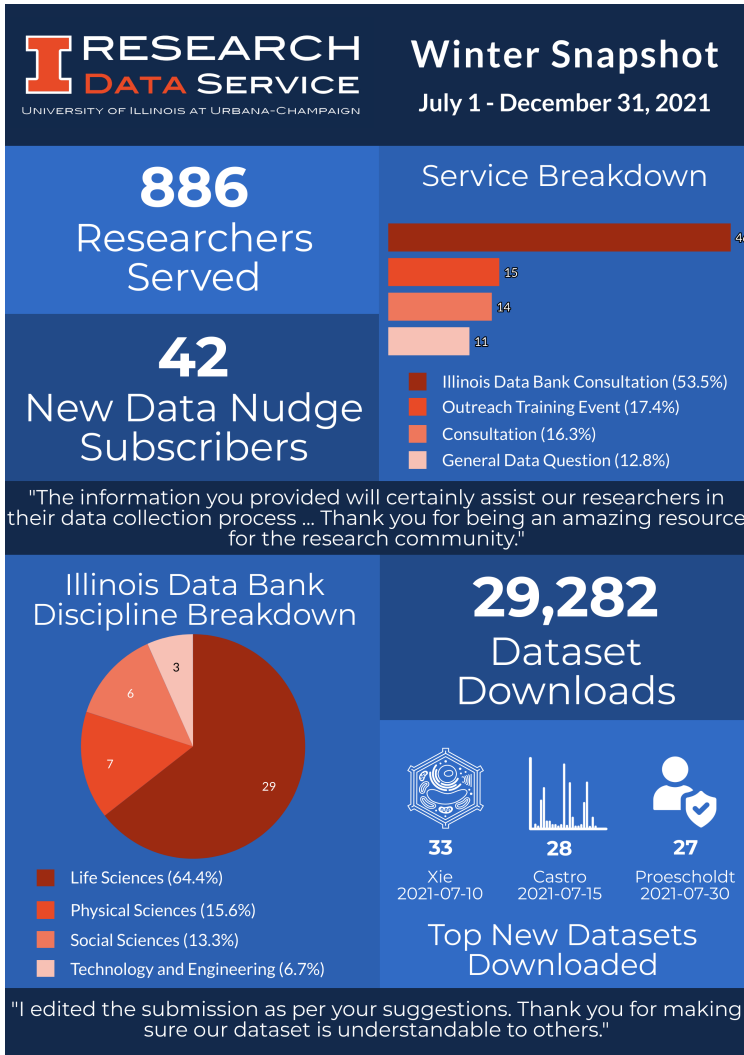 RESEARCH
DATA SERVICE
UNIVERSITY OF ILLINOIS AT URBANA-CHAMPAIGN
Winter Snapshot
July 1 - December 31, 2021
886
Researchers
Served
42
New Data Nudge
Subscribers
Service Breakdown
15
14
11
Illinois Data Bank Consultation (53.5%)
Outreach Training Event (17.4%)
Consultation (16.3%)
General Data Question (12.8%)
"The information you provided will certainly assist our researchers in
their data collection process ... Thank you for being an amazing resource
for the research community."
Illinois Data Bank
Discipline Breakdown
3
6
7
29
Life Sciences (64.4%)
Physical Sciences (15.6%)
Social Sciences (13.3%)
Technology and Engineering (6.7%)
29,282
Dataset
Downloads
33
Xie
2021-07-10
28
Castro
2021-07-15
27
Proescholdt
2021-07-30
Top New Datasets
Downloaded
"I edited the submission as per your suggestions. Thank you for making
sure our dataset is understandable to others."